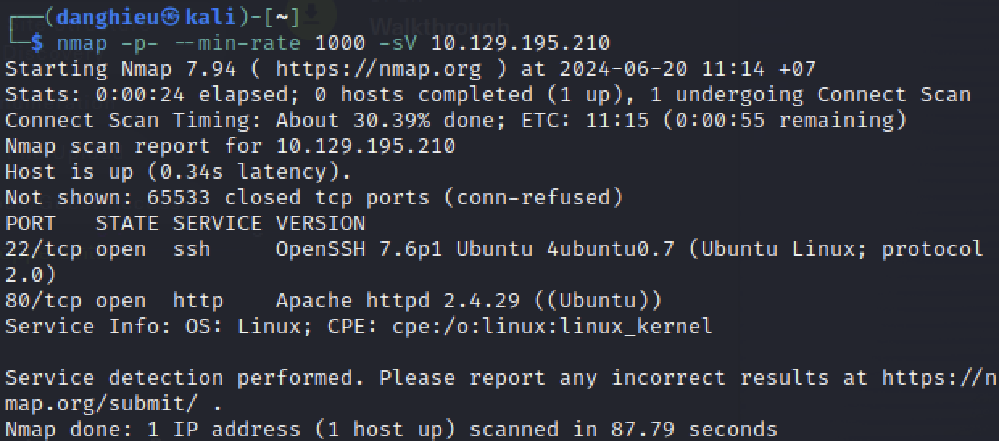 ┌──(danghieu㉿kali)-[~]
└─$ nmap -p- --min-rate 1000 -sV 10.129.195.210
Starting Nmap 7.94 ( https://nmap.org ) at 2024-06-20 11:14 +07
Stats: 0:00:24 elapsed; 0 hosts completed (1 up), 1 undergoing Connect Scan
Connect Scan Timing: About 30.39% done; ETC: 11:15 (0:00:55 remaining)
Nmap scan report for 10.129.195.210
Host is up (0.34s latency).
Not shown: 65533 closed tcp ports (conn-refused)
PORT   STATE SERVICE VERSION
22/tcp open  ssh     OpenSSH 7.6p1 Ubuntu 4ubuntu0.7 (Ubuntu Linux; protocol
2.0)
80/tcp open  http    Apache httpd 2.4.29 ((Ubuntu))
Service Info: OS: Linux; CPE: cpe:/o:linux:linux_kernel
Service detection performed. Please report any incorrect results at https://n
map.org/submit/ .
Nmap done: 1 IP address (1 host up) scanned in 87.79 seconds
Walkthrough